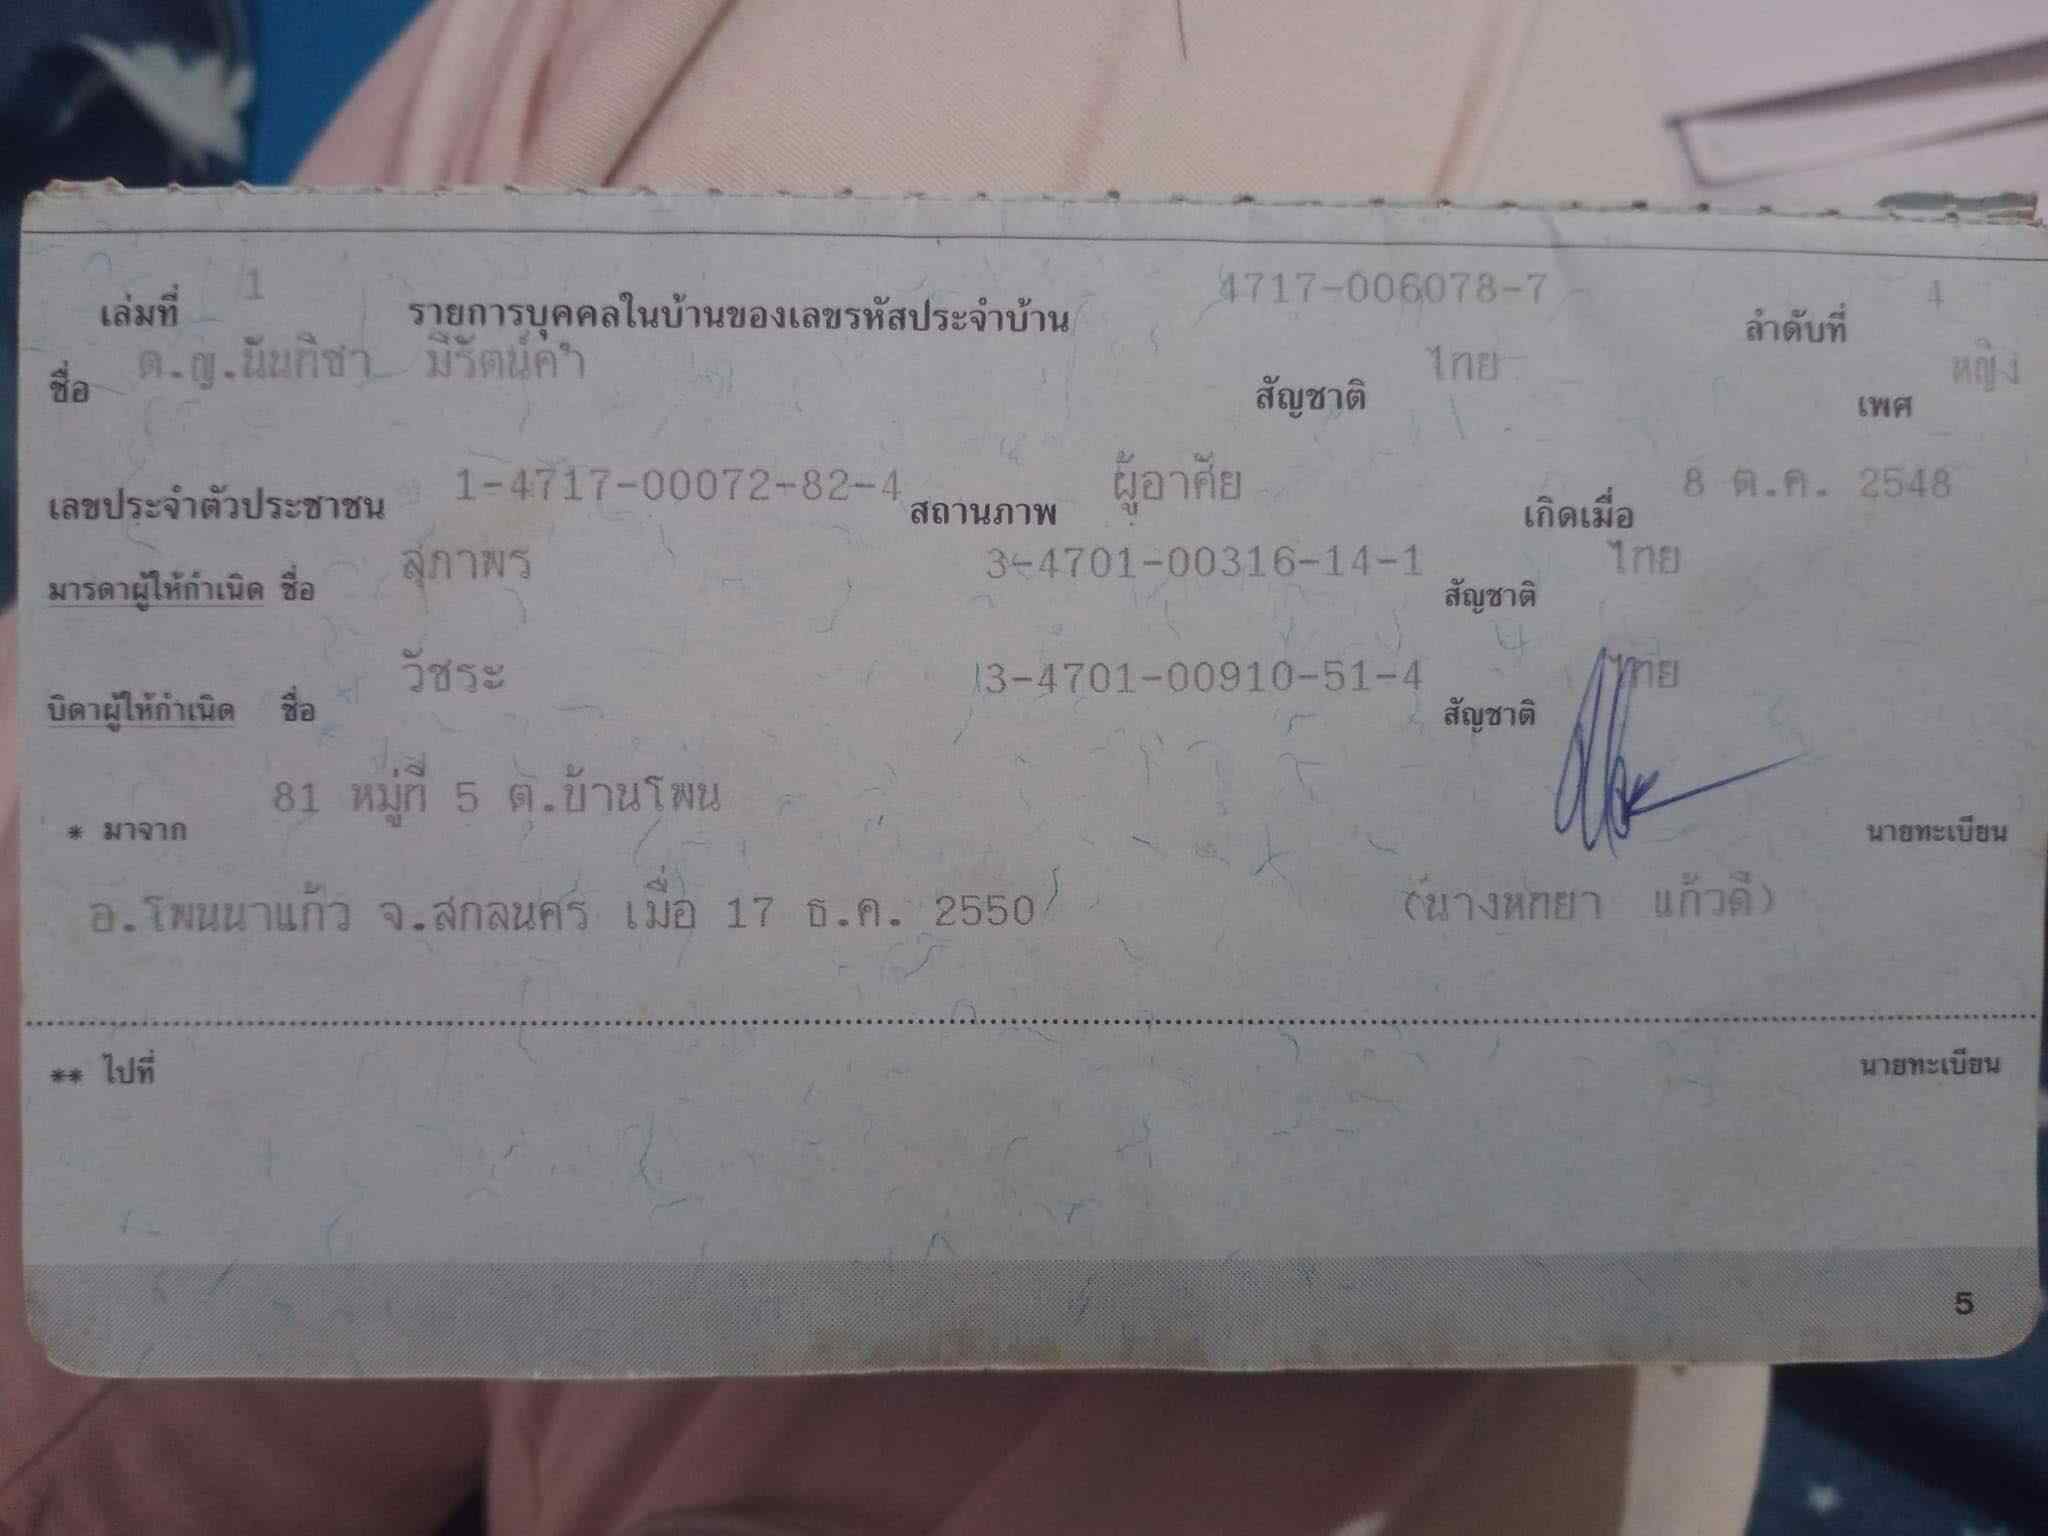 เล่มที่ 1 รายการบุคคลในบ้านของเลขรหัสประจำบ้าน 4717-006078-7 ลำดับที่ 4
ชื่อ ด.ญ.นันทิชา มีรัตน์คำ สัญชาติ ไทย เพศ หญิง
เลขประจำตัวประชาชน 1-4717-00072-82-4 สถานภาพ ผู้อาศัย เกิดเมื่อ 8 ต.ค. 2548
มารดาผู้ให้กำเนิด ชื่อ สุภาพร 3-4701-00316-14-1 สัญชาติ ไทย
บิดาผู้ให้กำเนิด ชื่อ วัชระ 3-4701-00910-51-4 สัญชาติ ไทย
* มาจาก 81 หมู่ที่ 5 ต.บ้านโพน นายทะเบียน
อ.โพนนาแก้ว จ.สกลนคร เมื่อ 17 ธ.ค. 2550 (นางหทยา แก้วดี)
** ไปที่ นายทะเบียน
5